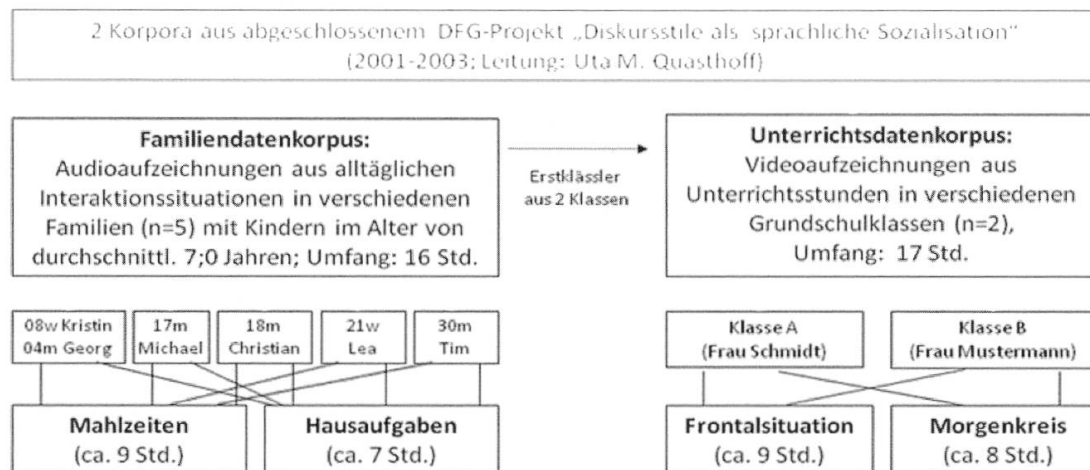 2 Korpora aus abgeschlossenem DFG-Projekt „Diskursstile als sprachliche Sozialisation“
(2001-2003; Leitung: Uta M. Quasthoff)
Familiendatenkorpus:
Audioaufzeichnungen aus alltäglichen
Interaktionssituationen in verschiedenen
Familien (n=5) mit Kindern im Alter von
durchschnittl. 7;0 Jahren; Umfang: 16 Std.
Erstklässler
aus 2 Klassen
Unterrichtsdatenkorpus:
Videoaufzeichnungen aus
Unterrichtsstunden in verschiedenen
Grundschulklassen (n=2),
Umfang: 17 Std.
08w Kristin
04m Georg
17m
Michael
18m
Christian
21w
Lea
30m
Tim
Klasse A
(Frau Schmidt)
Klasse B
(Frau Mustermann)
Mahlzeiten
(ca. 9 Std.)
Hausaufgaben
(ca. 7 Std.)
Frontalsituation
(ca. 9 Std.)
Morgenkreis
(ca. 8 Std.)